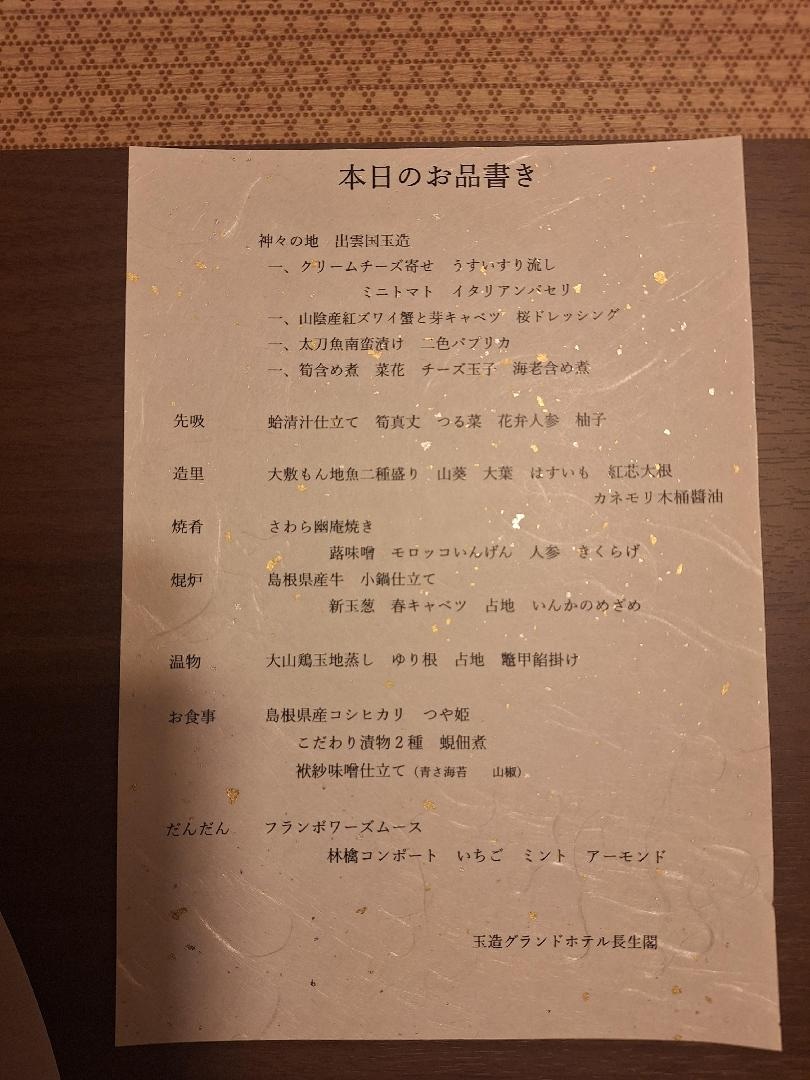 本日のお品書き
神々の地　出雲国玉造
一、クリームチーズ寄せ　うすいすり流し
ミニトマト　イタリアンパセリ
一、山陰産紅ズワイ蟹と芽キャベツ　桜ドレッシング
一、太刀魚南蛮漬け　二色パプリカ
一、筍含め煮　菜花　チーズ玉子　海老含め煮
先吸　蛤清汁仕立て　筍真丈　つる菜　花弁人参　柚子
造里　大敷もん地魚二種盛り　山葵　大葉　はすいも　紅芯大根
カネモリ木桶醬油
焼肴　さわら幽庵焼き
蕗味噌　モロッコいんげん　人参　きくらげ
焜炉　島根県産牛　小鍋仕立て
新玉葱　春キャベツ　占地　いんかのめざめ
温物　大山鶏玉地蒸し　ゆり根　占地　鼈甲餡掛け
お食事　島根県産コシヒカリ　つや姫
こだわり漬物２種　蜆佃煮
袱紗味噌仕立て（青さ海苔　山椒）
だんだん　フランボワーズムース
林檎コンポート　いちご　ミント　アーモンド
玉造グランドホテル長生閣